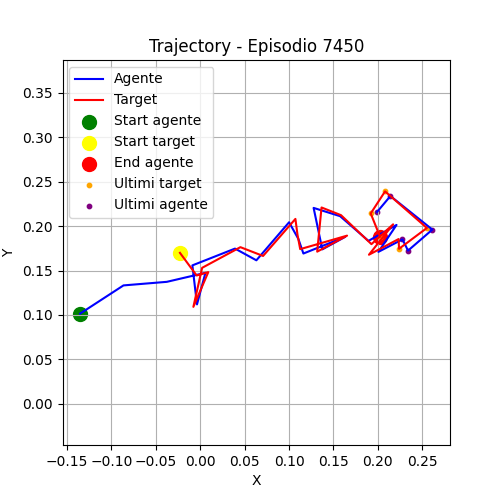 Trajectory - Episodio 7450
Agente
Target
Start agente
Start target
End agente
Ultimi target
Ultimi agente
0.35
0.30
0.25
0.20
0.15
0.10
0.05
0.00
Y
−0.15 −0.10 −0.05 0.00 0.05 0.10 0.15 0.20 0.25
X